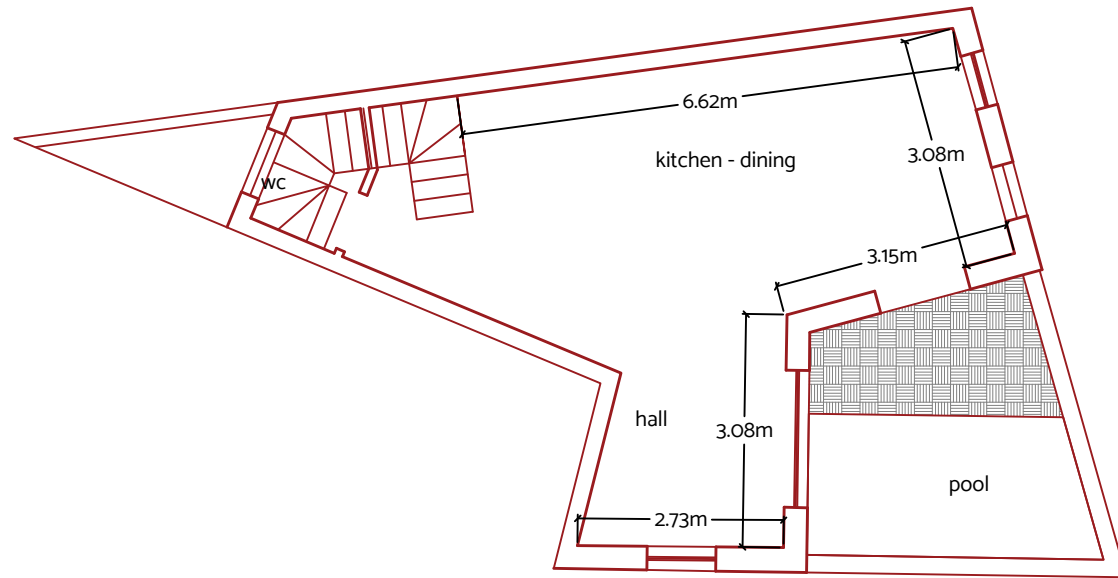 6.62m
kitchen - dining
3.08m
wc
3.15m
hall
3.08m
pool
2.73m